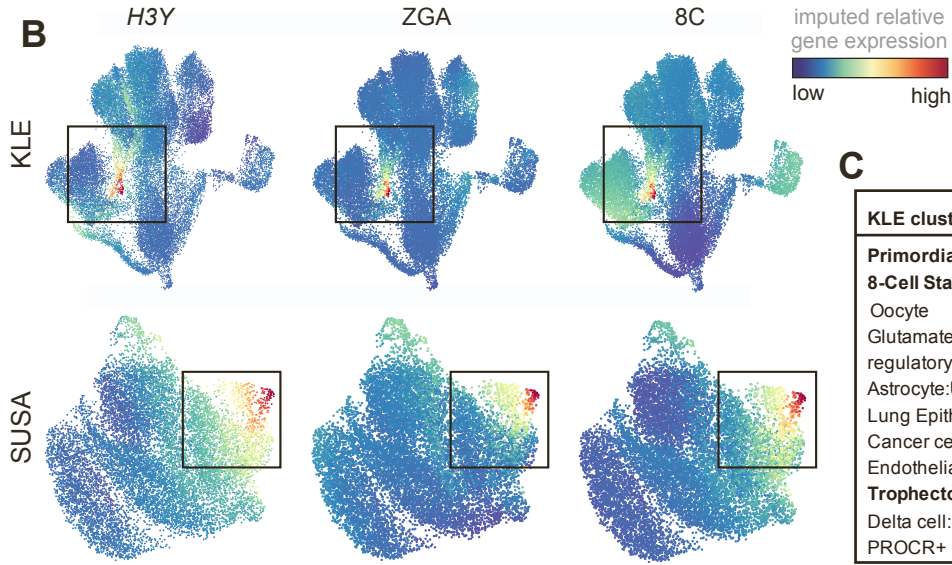 B
H3Y
ZGA
8C
imputed relative
gene expression
low high
KLE
SUSA
C
KLE clust
Primordia
8-Cell Sta
Oocyte
Glutamate
regulatory
Astrocyte:
Lung Epith
Cancer ce
Endothelia
Trophecto
Delta cell:
PROCR+